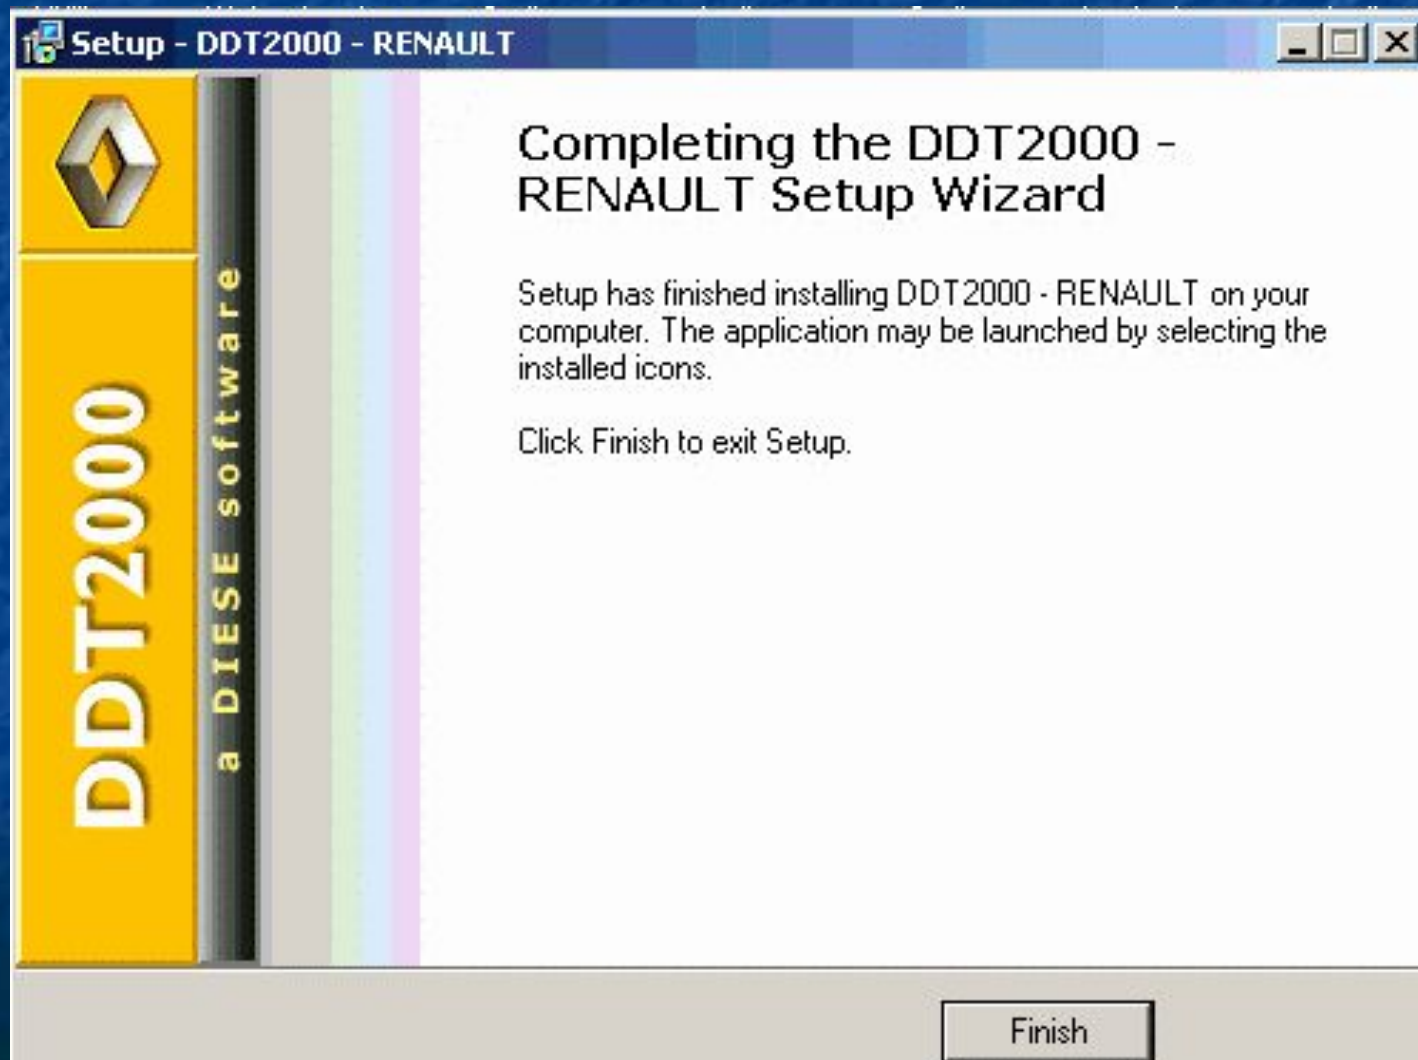 Setup - DDT2000 - RENAULT
DDT2000
a DIESE software
Completing the DDT2000 -
RENAULT Setup Wizard
Setup has finished installing DDT2000 - RENAULT on your
computer. The application may be launched by selecting the
installed icons.
Click Finish to exit Setup.
Finish